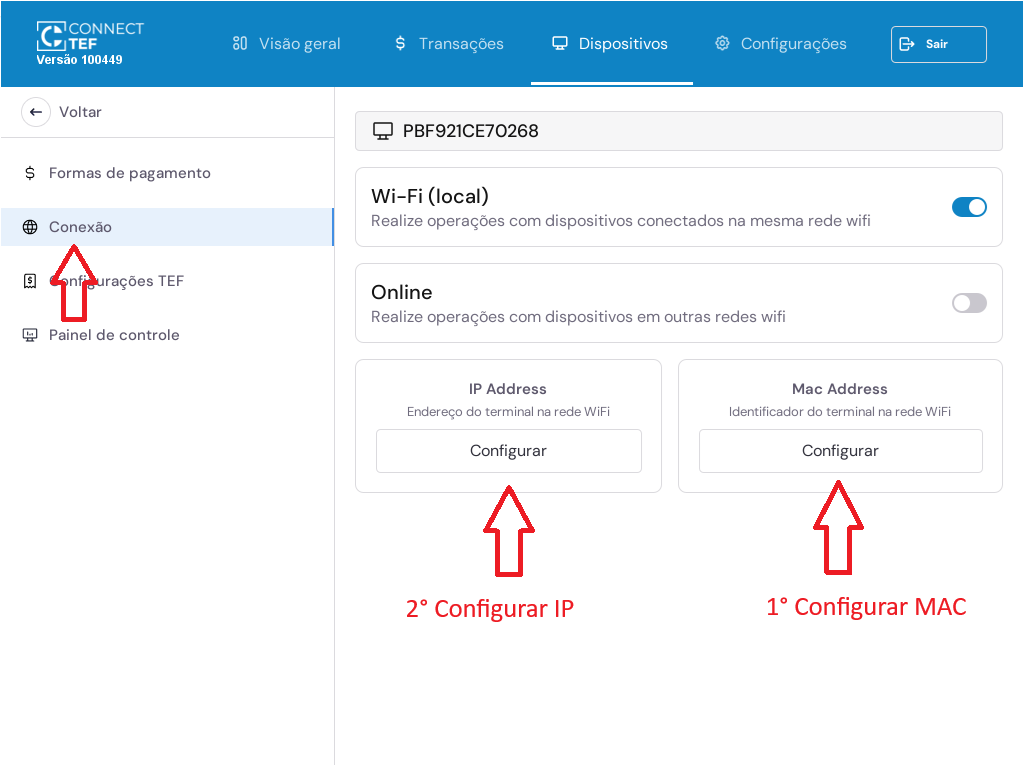 CONNECT
TEF
Versão 100449
Visão geral
Transações
Dispositivos
Configurações
Sair
Voltar
Formas de pagamento
Conexão
Configurações TEF
Painel de controle
PBF921CE70268
Wi-Fi (local)
Realize operações com dispositivos conectados na mesma rede wifi
Online
Realize operações com dispositivos em outras redes wifi
IP Address
Endereço do terminal na rede WiFi
Configurar
Mac Address
Identificador do terminal na rede WiFi
Configurar
2° Configurar IP
1° Configurar MAC